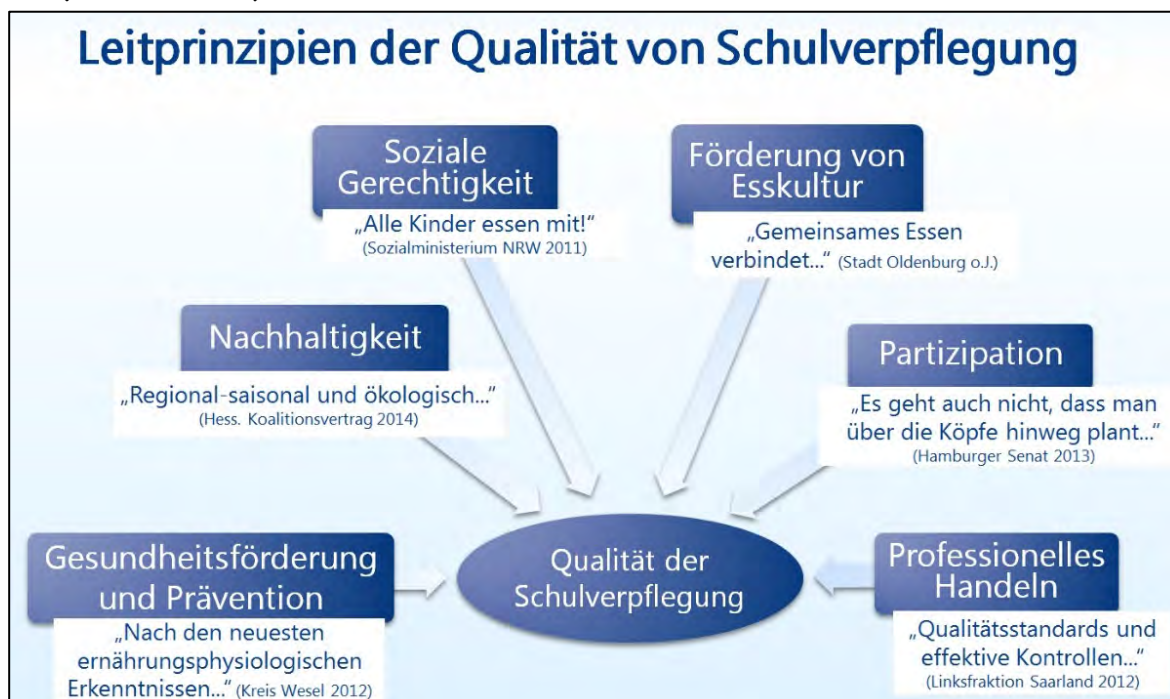 Leitprinzipien der Qualität von Schulverpflegung
Soziale
Gerechtigkeit
„Alle Kinder essen mit!“
(Sozialministerium NRW 2011)
Förderung von
Esskultur
„Gemeinsames Essen
verbindet...“ (Stadt Oldenburg o.J.)
Nachhaltigkeit
„Regional-saisonal und ökologisch...“
(Hess. Koalitionsvertrag 2014)
Partizipation
„Es geht auch nicht, dass man
über die Köpfe hinweg plant...“
(Hamburger Senat 2013)
Gesundheitsförderung
und Prävention
„Nach den neuesten
ernährungsphysiologischen
Erkenntnissen...“ (Kreis Wesel 2012)
Qualität der
Schulverpflegung
Professionelles
Handeln
„Qualitätsstandards und
effektive Kontrollen...“
(Linksfraktion Saarland 2012)